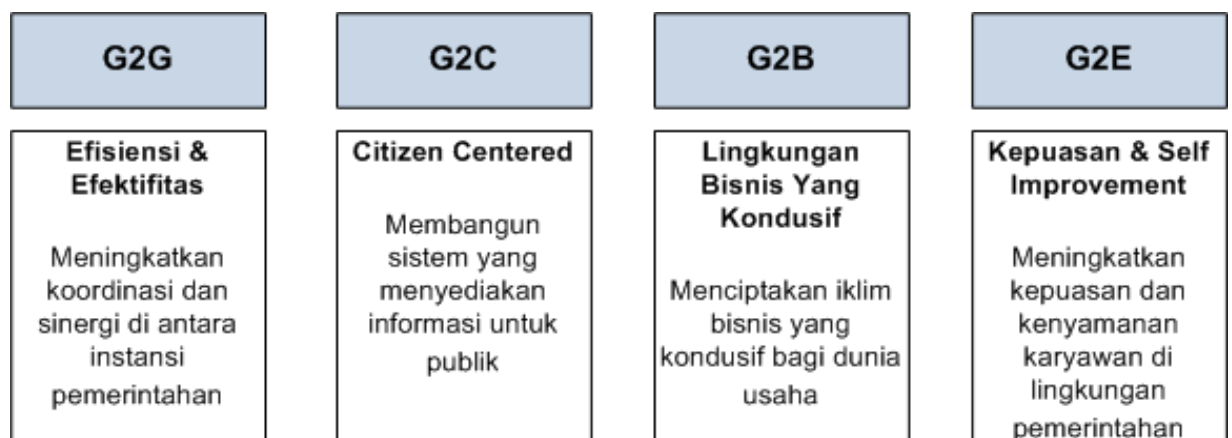 G2G
G2C
G2B
G2E
Efisiensi &
Efektifitas
Meningkatkan
koordinasi dan
sinergi di antara
instansi
pemerintahan
Citizen Centered
Membangun
sistem yang
menyediakan
informasi untuk
publik
Lingkungan
Bisnis Yang
Kondusif
Menciptakan iklim
bisnis yang
kondusif bagi dunia
usaha
Kepuasan & Self
Improvement
Meningkatkan
kepuasan dan
kenyamanan
karyawan di
lingkungan
pemerintahan